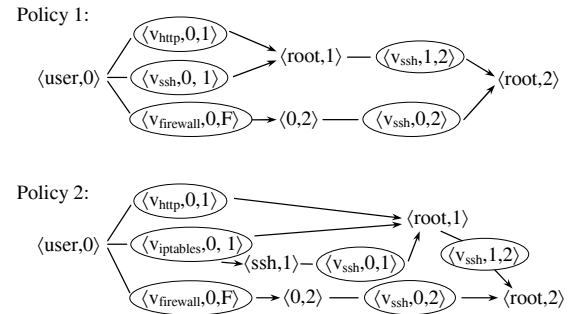 Policy 1:
⟨v_http,0,1⟩
⟨root,1⟩
⟨v_ssh,1,2⟩
⟨user,0⟩
⟨v_ssh,0, 1⟩
⟨root,2⟩
⟨v_firewall,0,F⟩
⟨0,2⟩
⟨v_ssh,0,2⟩
Policy 2:
⟨v_http,0,1⟩
⟨root,1⟩
⟨user,0⟩
⟨v_iptables,0, 1⟩
⟨ssh,1⟩
⟨v_ssh,0,1⟩
⟨v_ssh,1,2⟩
⟨v_firewall,0,F⟩
⟨0,2⟩
⟨v_ssh,0,2⟩
⟨root,2⟩